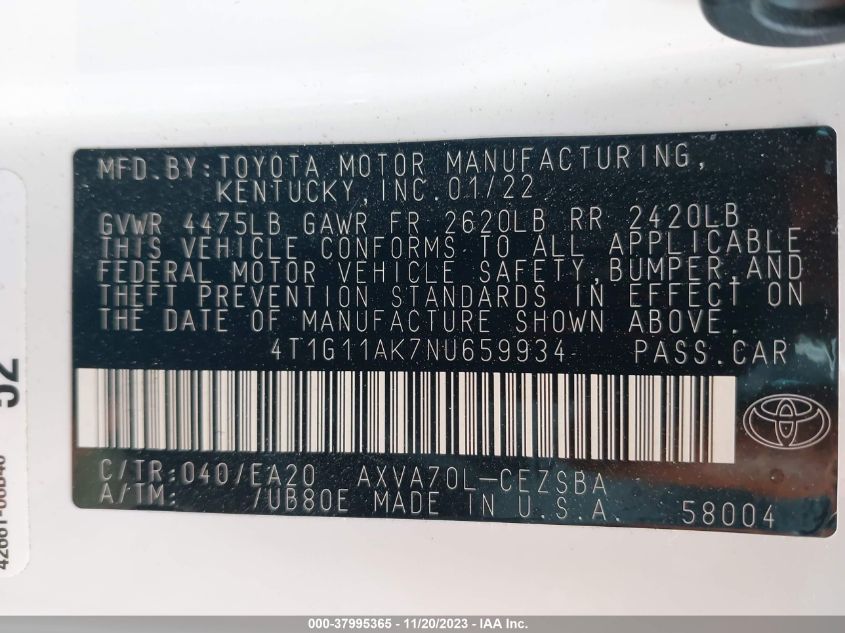 MFD.BY:TOYOTA MOTOR MANUFACTURING,
KENTUCKY,INC.01/22
GVWR 4475LB GAWR FR 2620LB RR 2420LB
THIS VEHICLE CONFORMS TO ALL APPLICABLE
FEDERAL MOTOR VEHICLE SAFETY,BUMPER,AND
THEFT PREVENTION STANDARDS IN EFFECT ON
THE DATE OF MANUFACTURE SHOWN ABOVE.
4T1G11AK7NU659934 PASS.CAR
C/TR:040/EA20 AXVA70L-CEZSBA
A/TM: /UB80E MADE IN U.S.A. 58004
52
000-37995365 - 11/20/2023 - IAA Inc.